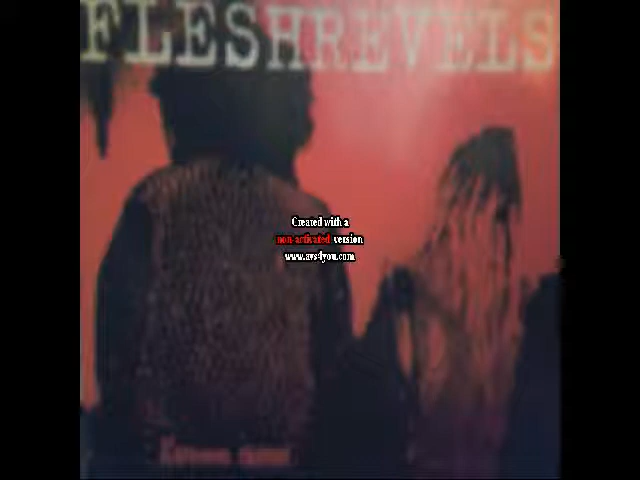 FLESHREVELS
Created with a
non-activated version
www.avs4you.com